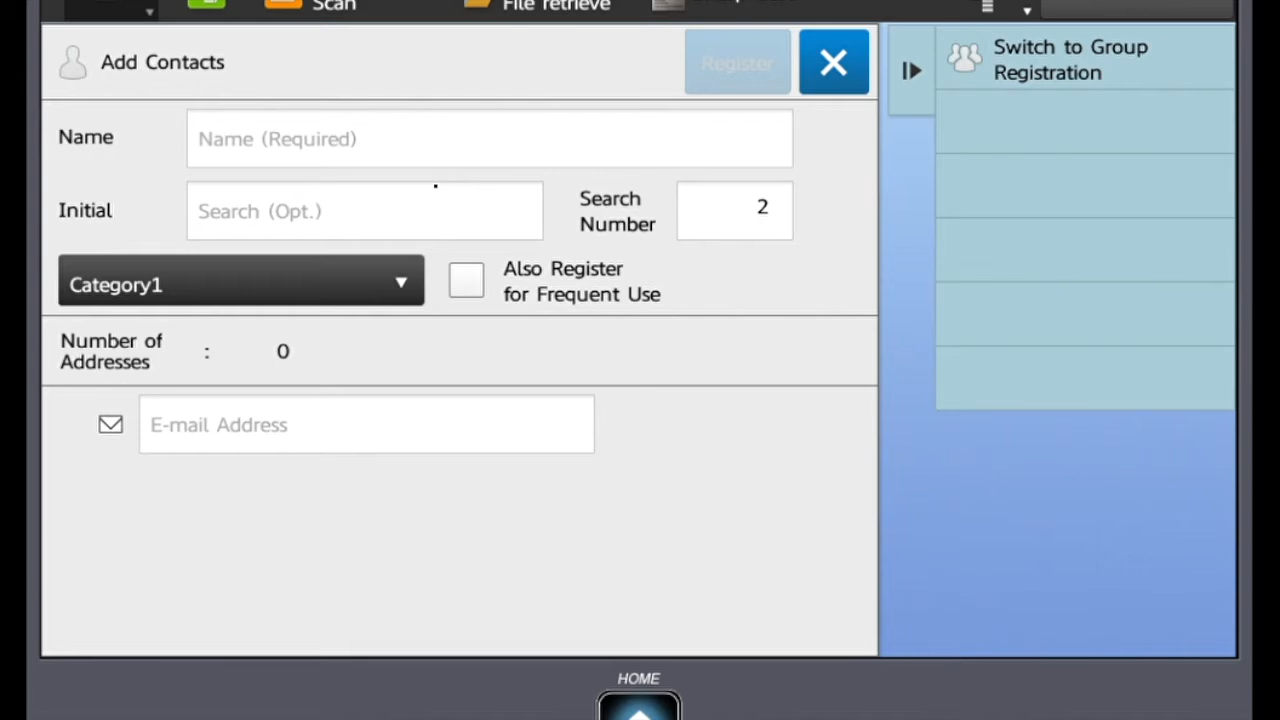 Scan
File retrieve
Add Contacts
Register
Switch to Group
Registration
Name
Name (Required)
Initial
Search (Opt.)
Search
Number
2
Category1
Also Register
for Frequent Use
Number of
Addresses
:
0
E-mail Address
HOME